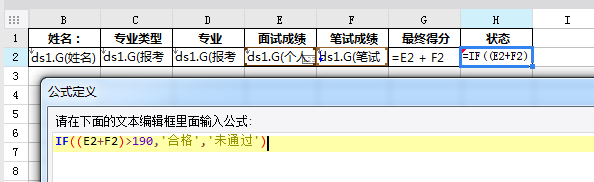 B C D E F G H I
1 姓名： 专业类型 专业 面试成绩 笔试成绩 最终得分 状态
2 ds1.G(姓名) ds1.G(报考 ds1.G(报考 ds1.G(个人 ds1.G(笔试 =E2 + F2 =IF((E2+F2)
3
4
5
6
7
8
公式定义
请在下面的文本编辑框里面输入公式:
IF((E2+F2)>190,'合格','未通过')